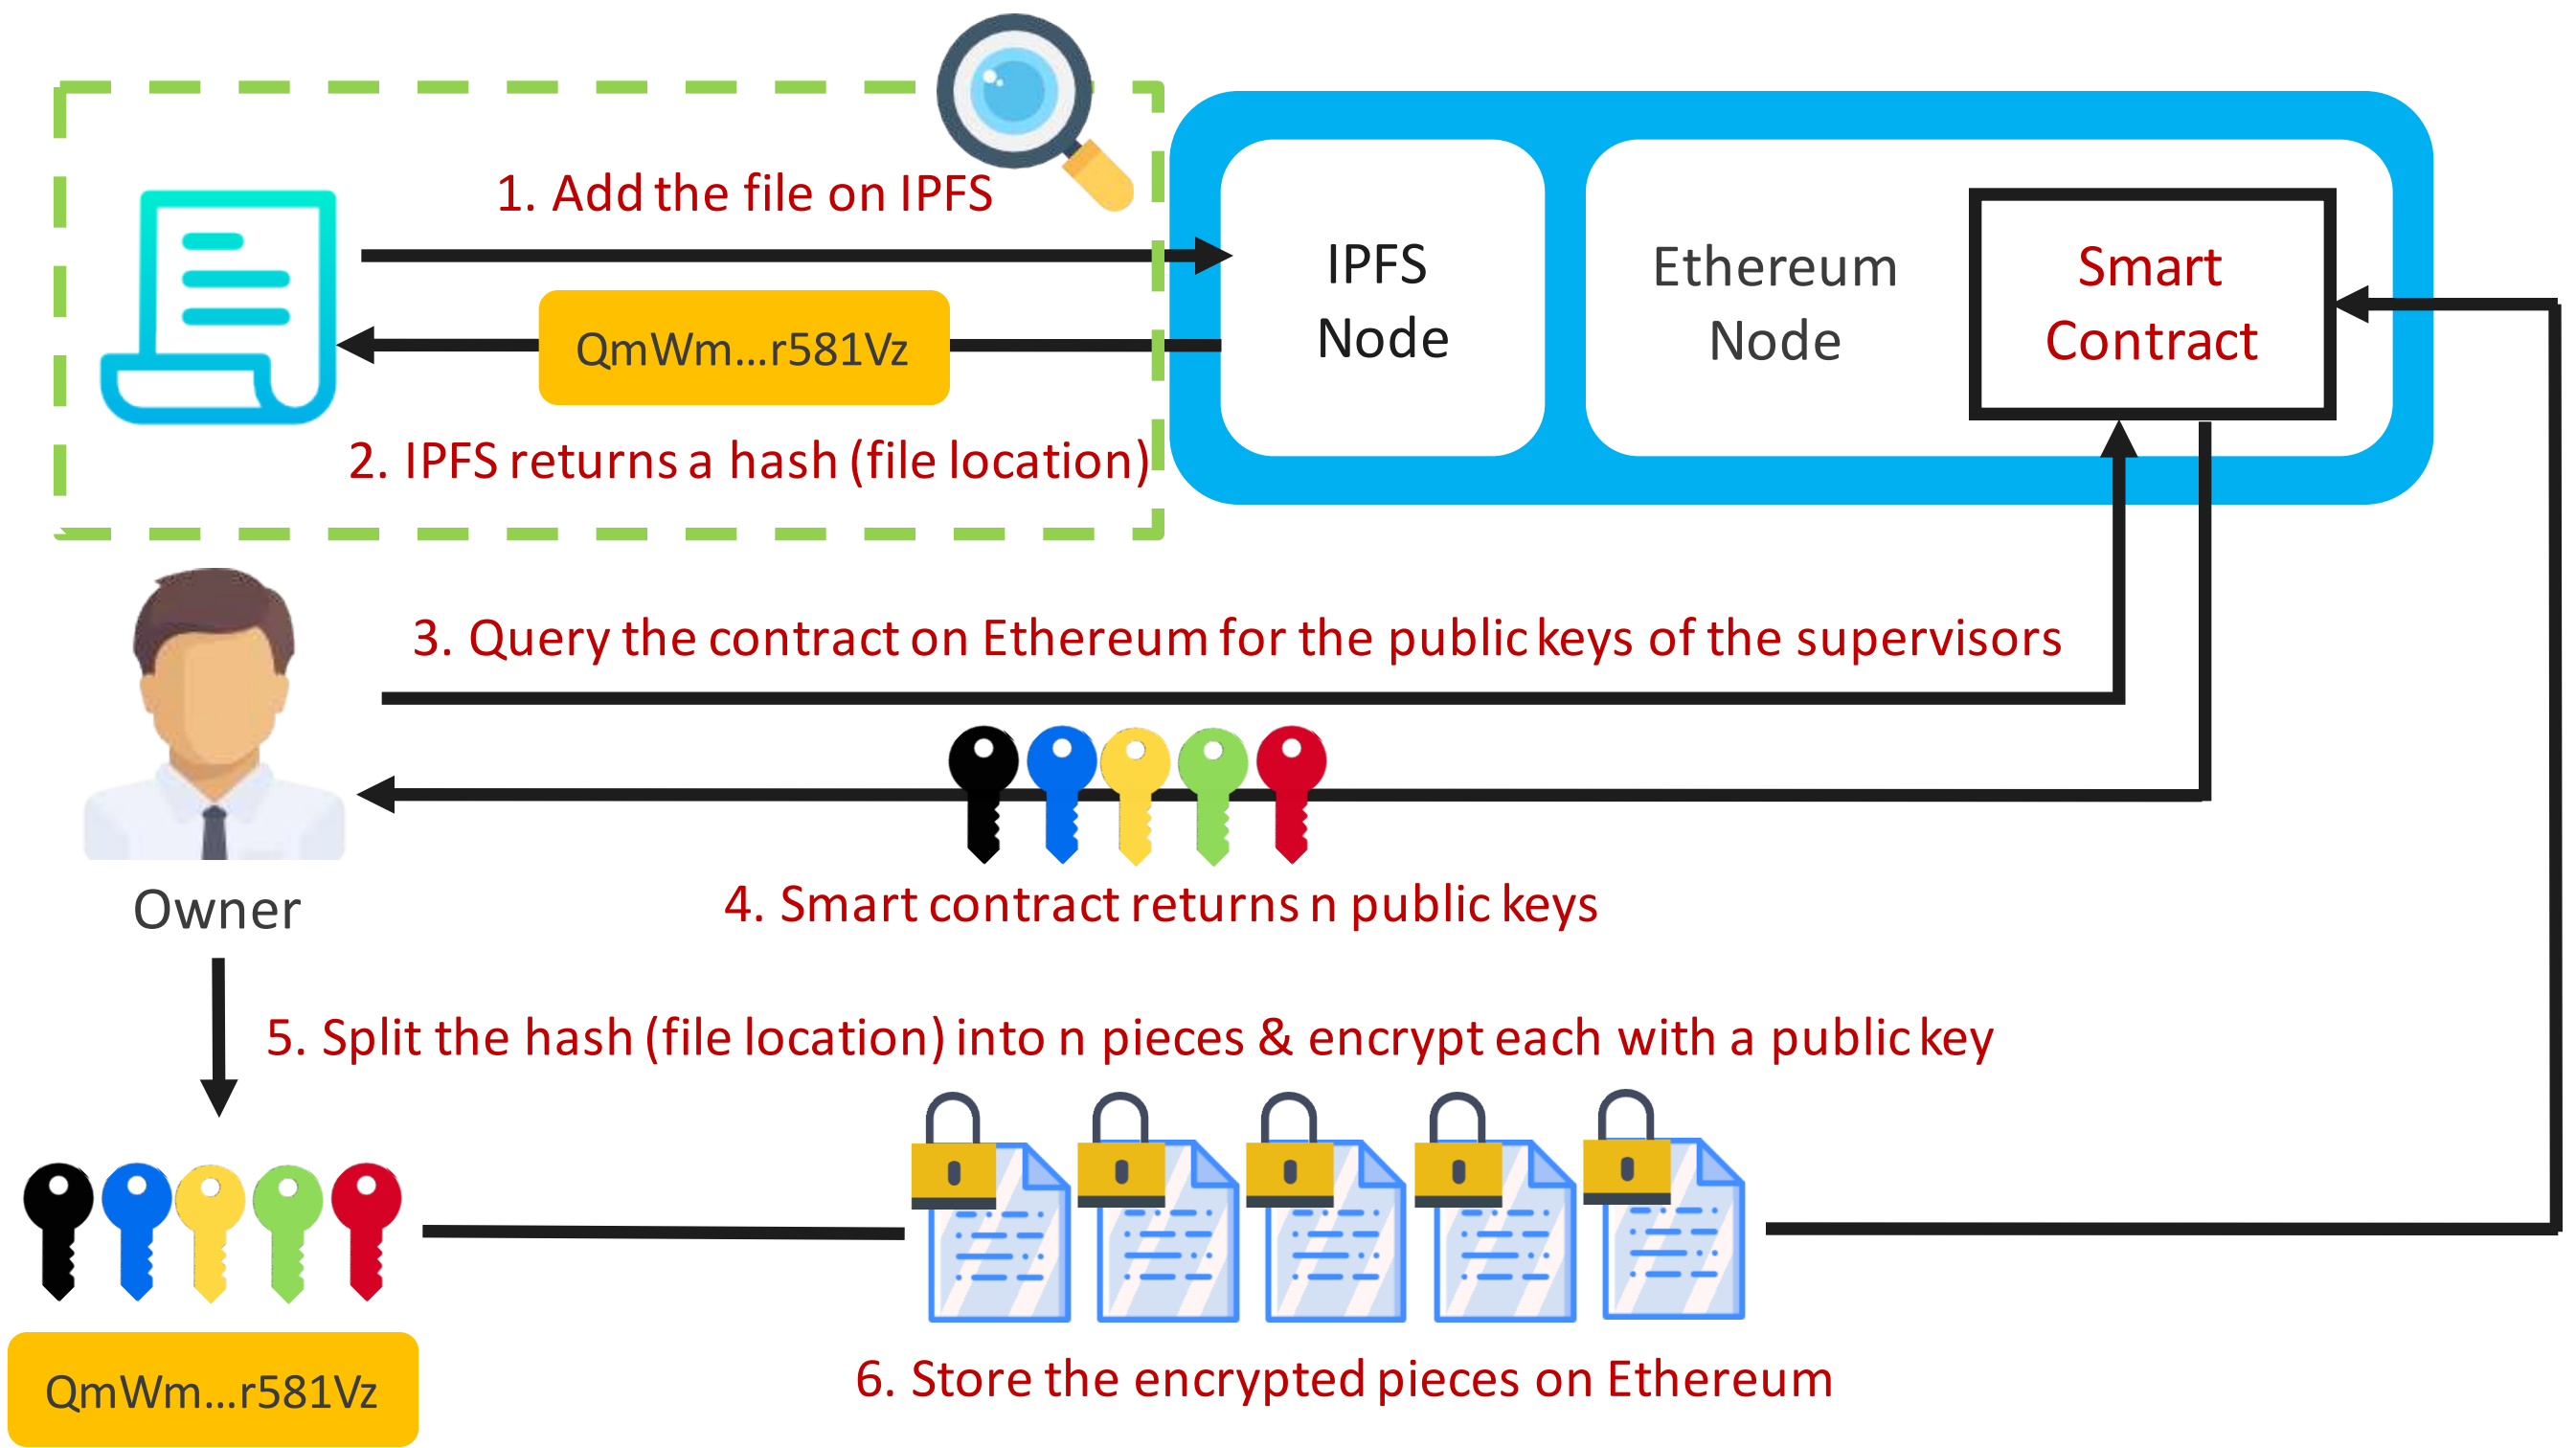 1. Add the file on IPFS
QmWm...r581Vz
2. IPFS returns a hash (file location)
IPFS
Node
Ethereum
Node
Smart
Contract
3. Query the contract on Ethereum for the public keys of the supervisors
4. Smart contract returns n public keys
Owner
5. Split the hash (file location) into n pieces & encrypt each with a public key
QmWm...r581Vz
6. Store the encrypted pieces on Ethereum